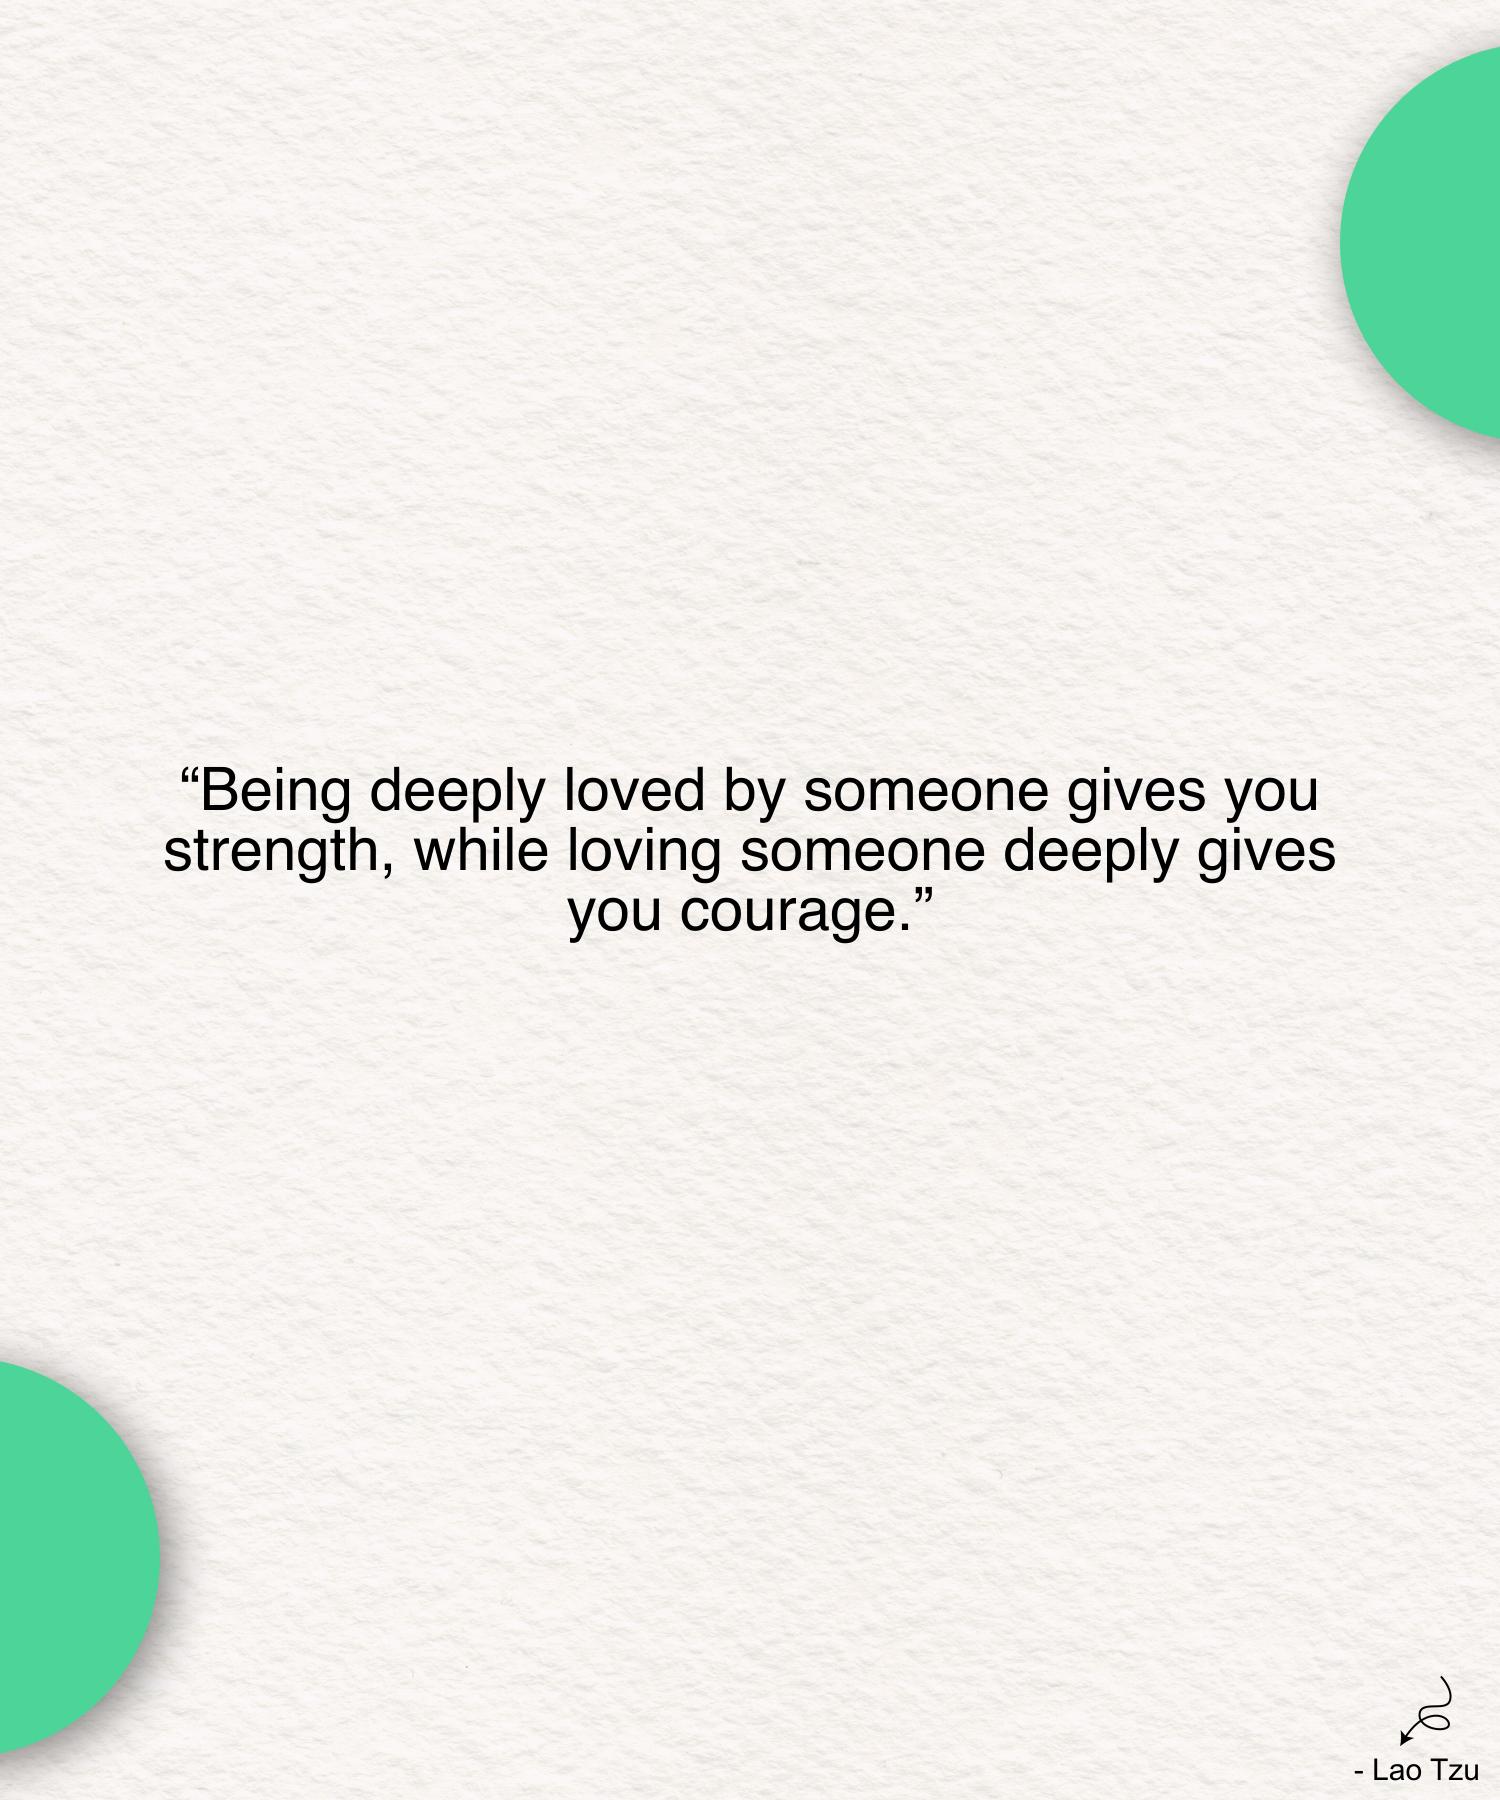 “Being deeply loved by someone gives you
strength, while loving someone deeply gives
you courage.”
- Lao Tzu